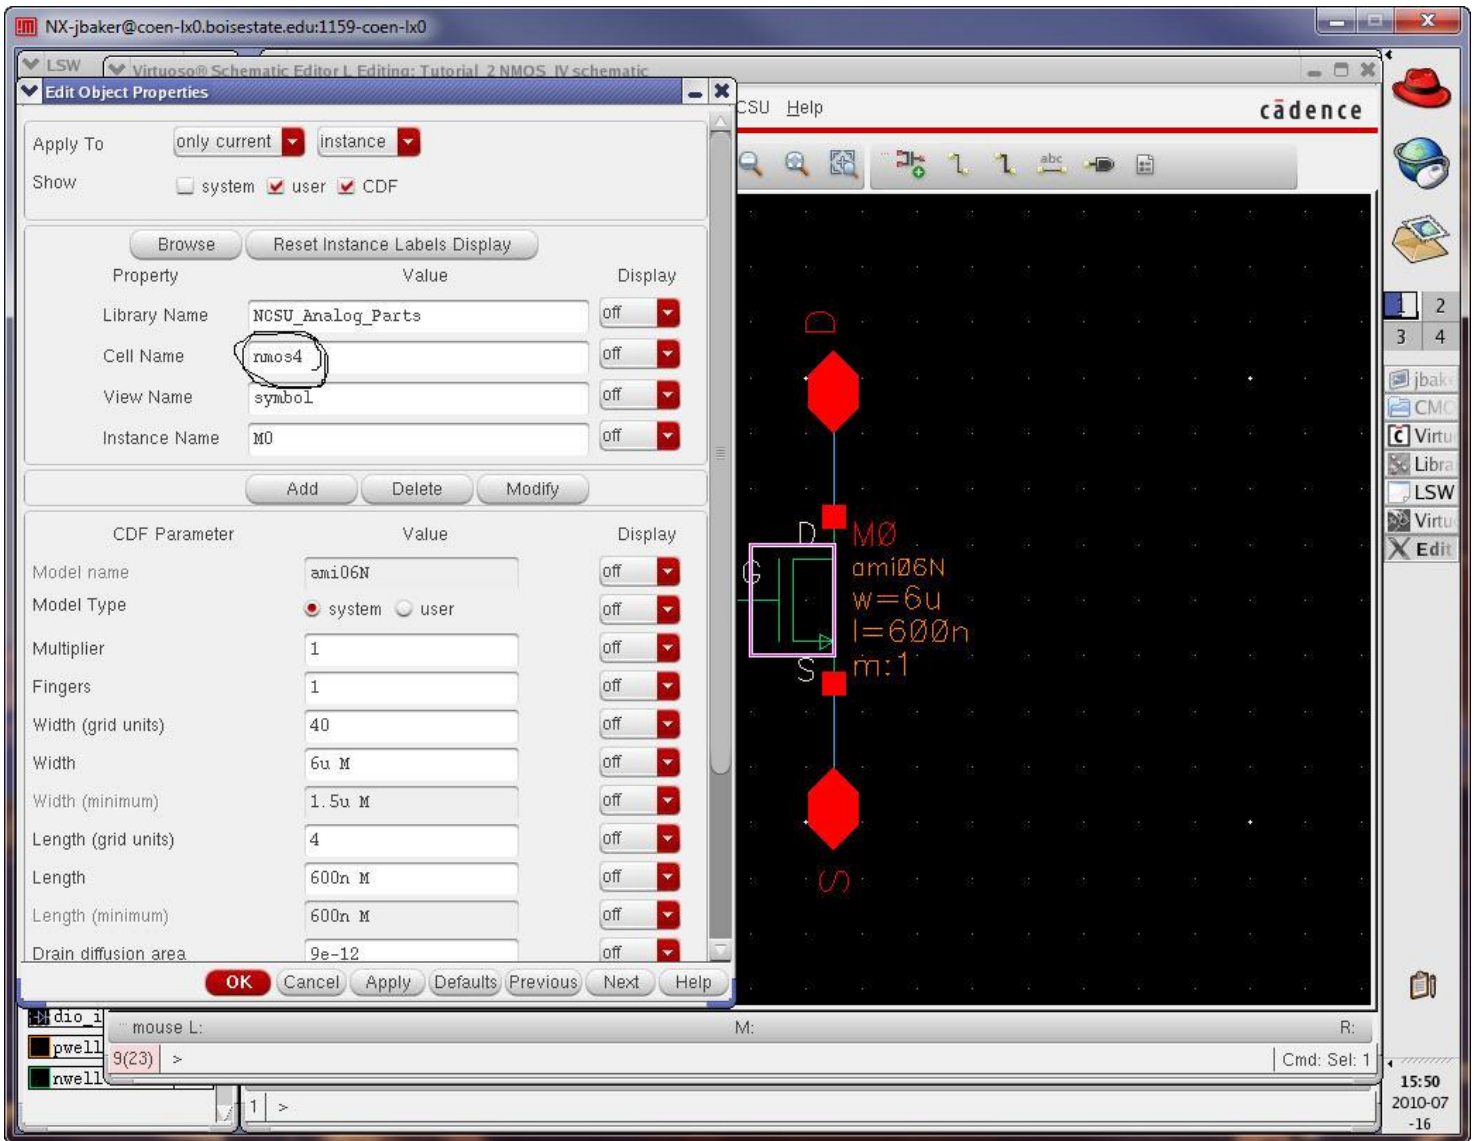 NX-jbaker@coen-lx0.boisestate.edu:1159-coen-lx0
LSW
Virtuoso® Schematic Editor L Editing: Tutorial_2 NMOS_IV schematic
Edit Object Properties
CSU Help
cādence
Apply To only current instance
Show system user CDF
Browse Reset Instance Labels Display
Property Value Display
Library Name NCSU_Analog_Parts off
Cell Name nmos4 off
View Name symbol off
Instance Name M0 off
Add Delete Modify
CDF Parameter Value Display
Model name ami06N off
Model Type system user off
Multiplier 1 off
Fingers 1 off
Width (grid units) 40 off
Width 6u M off
Width (minimum) 1.5u M off
Length (grid units) 4 off
Length 600n M off
Length (minimum) 600n M off
Drain diffusion area 9e-12 off
OK Cancel Apply Defaults Previous Next Help
abc
D
D
G
S
M0
ami06N
w=6u
l=600n
m:1
S
1 2
3 4
jbak
CMO
Virtu
Libra
LSW
Virtu
Edit
dio_i
pwell
nwell
mouse L: M: R:
9(23) > Cmd: Sel: 1
1 >
15:50
2010-07
-16